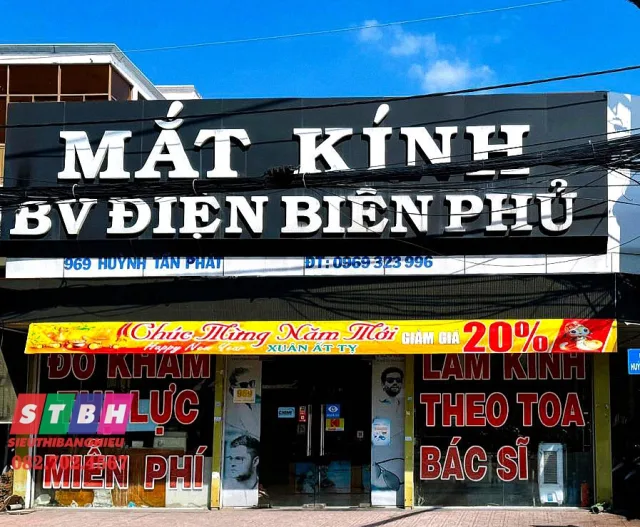 MẮT KÍNH
BV ĐIỆN BIÊN PHỦ
969 HUỲNH TẤN PHÁT ĐT: 0969 323 996
Chúc Mừng Năm Mới GIẢM GIÁ 20%
Happy New Year XUÂN ẤT TỴ
ĐO KHÁM
THỊ LỰC
MIỄN PHÍ
LÀM KÍNH
THEO TOA
BÁC SĨ
STBH
SIEUTHIBANGHIEU